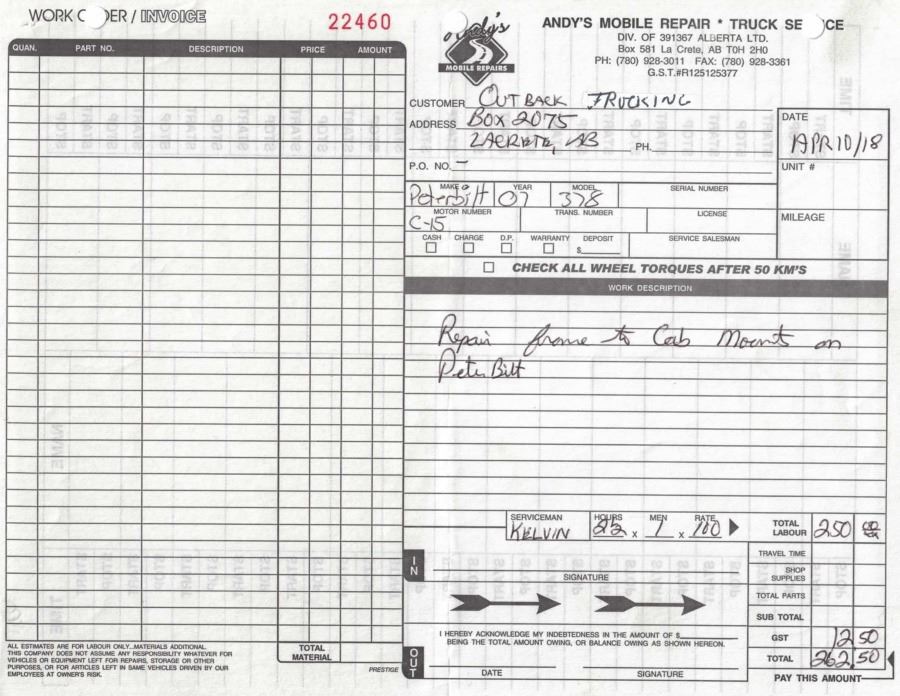 WORK ORDER / INVOICE
22460
QUAN. PART NO. DESCRIPTION PRICE AMOUNT
Andy's
MOBILE REPAIRS
ANDY'S MOBILE REPAIR * TRUCK SE CE
DIV. OF 391367 ALBERTA LTD.
Box 581 La Crete, AB T0H 2H0
PH: (780) 928-3011 FAX: (780) 928-3361
G.S.T.#R125125377
CUSTOMER OUTBACK TRUCKING
ADDRESS BOX 2075
LACRETE, AB PH.
P.O. NO. –
DATE
APR 10/18
UNIT #
MILEAGE
MAKE YEAR MODEL SERIAL NUMBER
Peterbilt 07 378
MOTOR NUMBER TRANS. NUMBER LICENSE
C-15
CASH CHARGE D.P. WARRANTY DEPOSIT SERVICE SALESMAN
$
CHECK ALL WHEEL TORQUES AFTER 50 KM'S
WORK DESCRIPTION
Repair frame to Cab Mounts on
PeterBilt
SERVICEMAN HOURS MEN RATE
KELVIN x 1 x 100
TOTAL LABOUR 250
IN
SIGNATURE
TRAVEL TIME
SHOP SUPPLIES
TOTAL PARTS
SUB TOTAL
GST 12 50
TOTAL 262.50
PAY THIS AMOUNT
I HEREBY ACKNOWLEDGE MY INDEBTEDNESS IN THE AMOUNT OF $
BEING THE TOTAL AMOUNT OWING, OR BALANCE OWING AS SHOWN HEREON.
OUT
DATE SIGNATURE
ALL ESTIMATES ARE FOR LABOUR ONLY...MATERIALS ADDITIONAL.
THIS COMPANY DOES NOT ASSUME ANY RESPONSIBILITY WHATEVER FOR
VEHICLES OR EQUIPMENT LEFT FOR REPAIRS, STORAGE OR OTHER
PURPOSES, OR FOR ARTICLES LEFT IN SAME VEHICLES DRIVEN BY OUR
EMPLOYEES AT OWNER'S RISK.
TOTAL MATERIAL
PRESTIGE